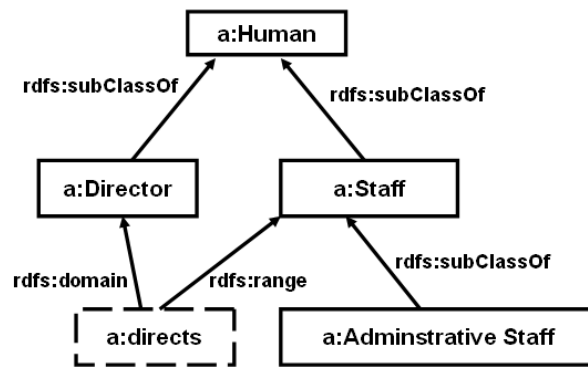 a:Human
rdfs:subClassOf
rdfs:subClassOf
a:Director
a:Staff
rdfs:domain
rdfs:range
rdfs:subClassOf
a:directs
a:Adminstrative Staff